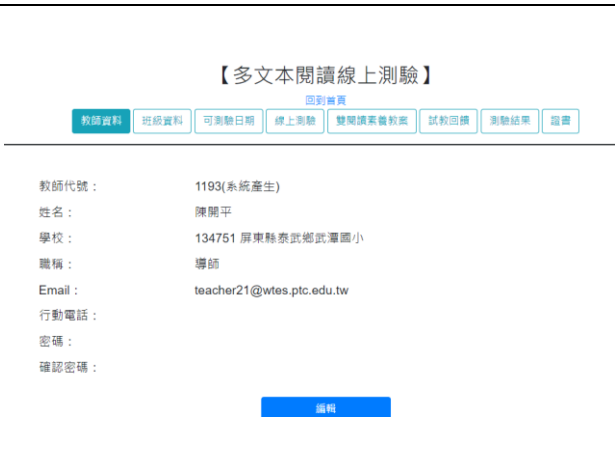 【多文本閱讀線上測驗】
回到首頁
教師資料 班級資料 可測驗日期 線上測驗 雙閱讀素養教案 試教回饋 測驗結果 證書
教師代號： 1193(系統產生)
姓名： 陳開平
學校： 134751 屏東縣泰武鄉武潭國小
職稱： 導師
Email： teacher21@wtes.ptc.edu.tw
行動電話：
密碼：
確認密碼：
編輯